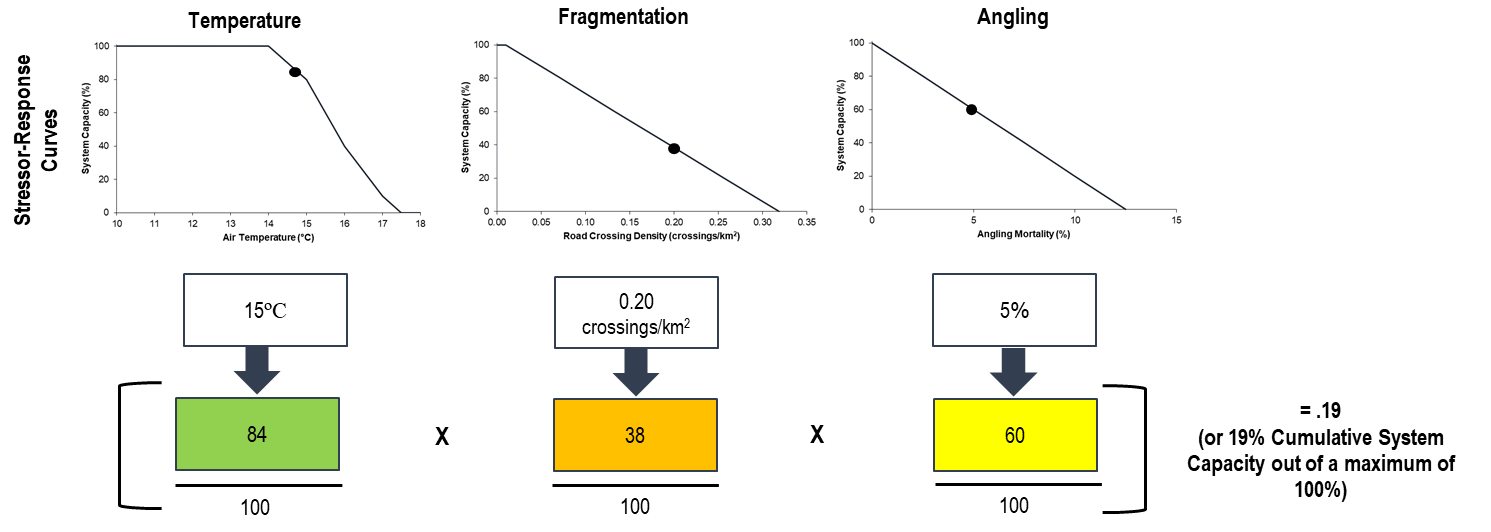 Temperature
Fragmentation
Angling
Stressor-Response
Curves
System Capacity (%)
100
80
60
40
20
0
10 11 12 13 14 15 16 17 18
Air Temperature (°C)
System Capacity (%)
100
80
60
40
20
0
0.00 0.05 0.10 0.15 0.20 0.25 0.30 0.35
Road Crossing Density (crossings/km²)
System Capacity (%)
100
80
60
40
20
0
0 5 10 15
Angling Mortality (%)
15°C
0.20
crossings/km²
5%
84
X
38
X
60
100
100
100
= .19
(or 19% Cumulative System
Capacity out of a maximum of
100%)